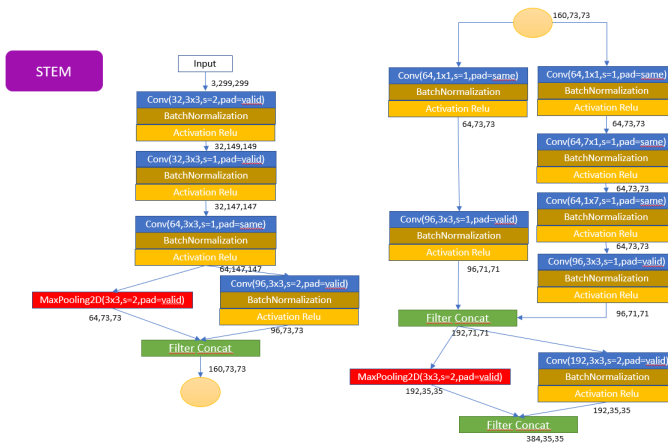 STEM
Input
3,299,299
Conv(32,3x3,s=2,pad=valid)
BatchNormalization
Activation Relu
32,149,149
Conv(32,3x3,s=1,pad=valid)
BatchNormalization
Activation Relu
32,147,147
Conv(64,3x3,s=1,pad=same)
BatchNormalization
Activation Relu
64,147,147
MaxPooling2D(3x3,s=2,pad=valid)
64,73,73
Conv(96,3x3,s=2,pad=valid)
BatchNormalization
Activation Relu
96,73,73
Filter Concat
160,73,73
160,73,73
Conv(64,1x1,s=1,pad=same)
BatchNormalization
Activation Relu
64,73,73
Conv(96,3x3,s=1,pad=valid)
BatchNormalization
Activation Relu
96,71,71
Conv(64,1x1,s=1,pad=same)
BatchNormalization
Activation Relu
64,73,73
Conv(64,7x1,s=1,pad=same)
BatchNormalization
Activation Relu
64,73,73
Conv(64,1x7,s=1,pad=same)
BatchNormalization
Activation Relu
64,73,73
Conv(96,3x3,s=1,pad=valid)
BatchNormalization
Activation Relu
96,71,71
Filter Concat
192,71,71
MaxPooling2D(3x3,s=2,pad=valid)
192,35,35
Conv(192,3x3,s=2,pad=valid)
BatchNormalization
Activation Relu
192,35,35
Filter Concat
384,35,35